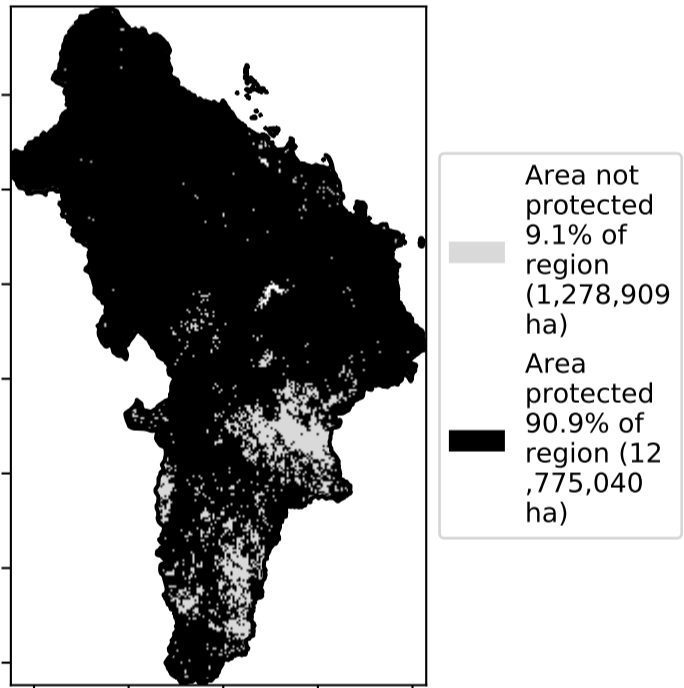 Area not
protected
9.1% of
region
(1,278,909
ha)
Area
protected
90.9% of
region (12
,775,040
ha)